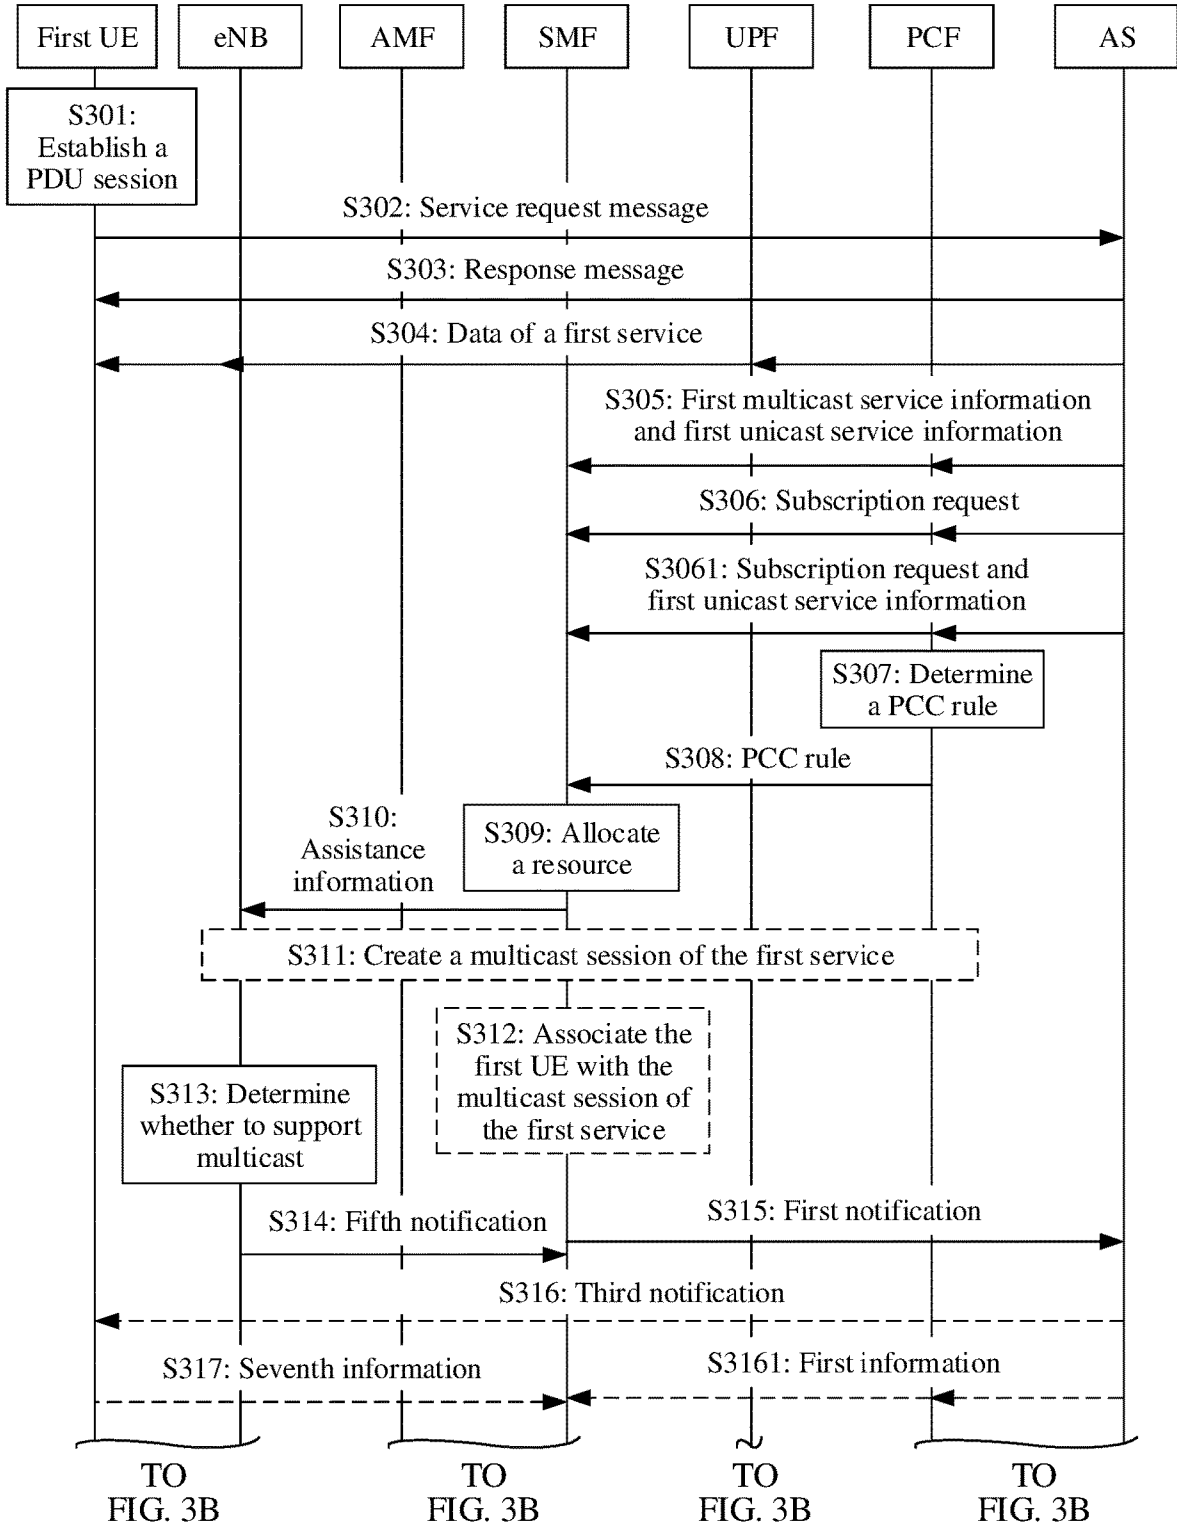 First UE
eNB
AMF
SMF
UPF
PCF
AS
S301:
Establish a
PDU session
S302: Service request message
S303: Response message
S304: Data of a first service
S305: First multicast service information
and first unicast service information
S306: Subscription request
S3061: Subscription request and
first unicast service information
S307: Determine
a PCC rule
S308: PCC rule
S309: Allocate
a resource
S310:
Assistance
information
S311: Create a multicast session of the first service
S312: Associate the
first UE with the
multicast session of
the first service
S313: Determine
whether to support
multicast
S314: Fifth notification
S315: First notification
S316: Third notification
S317: Seventh information
S3161: First information
TO
FIG. 3B
TO
FIG. 3B
TO
FIG. 3B
TO
FIG. 3B